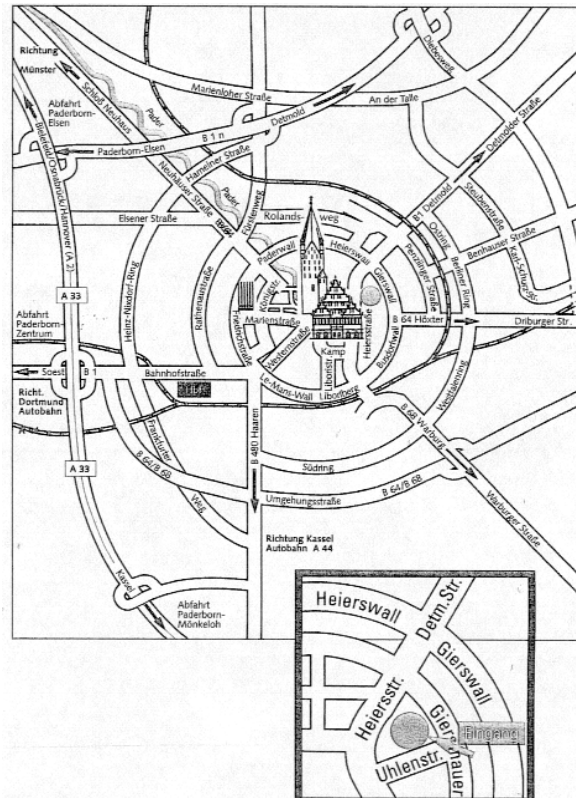 Richtung
Münster
Schloß Neuhaus
Marienloher Straße
Diebesweg
An der Talle
Abfahrt
Paderborn-
Elsen
Pader
Detmold
B 1 n
Paderborn-Elsen
Bielefeld/Osnabrück/Hannover (A 2)
Hamelner Straße
Neuhäuser Straße
Pader
Fürstenweg
Detmolder Straße
Steubenstraße
B1 Detmold
Ostring
Benhauser Straße
Berliner Ring
Elsener Straße
Rolands-
weg
Paderwall
Heierswall
Gierswall
Penzlinger Straße
Heinz-Nixdorf-Ring
Rathenaustraße
Friedrichstraße
Königstr.
Marienstraße
Westernstraße
Kamp
Liboristr.
Busdorfwall
A 33
B 64 Höxter
Driburger Str.
Abfahrt
Paderborn-
Zentrum
Soest
B 1
Bahnhofstraße
Le-Mans-Wall
Liboriberg
Westfalenring
Richt.
Dortmund
Autobahn
Frankfurter
Weg
B 64/B 68
B 480 Haaren
Südring
B 68 Warburg
A 33
Umgehungsstraße
B 64/B 68
Warburger Straße
Richtung Kassel
Autobahn A 44
Kassel
Abfahrt
Paderborn-
Mönkeloh
Heierswall
Detm.Str.
Gierswall
Heiersstr.
Eingang
Uhlenstr.